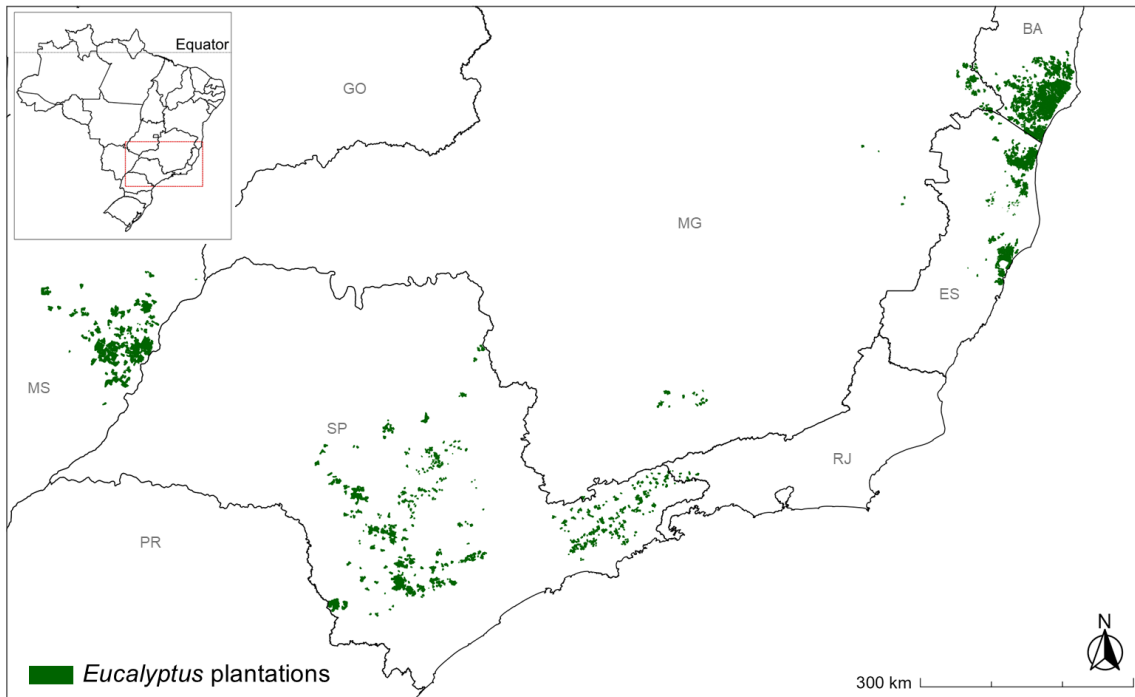 Equator
BA
GO
MG
ES
MS
SP
RJ
PR
N
Eucalyptus plantations
300 km